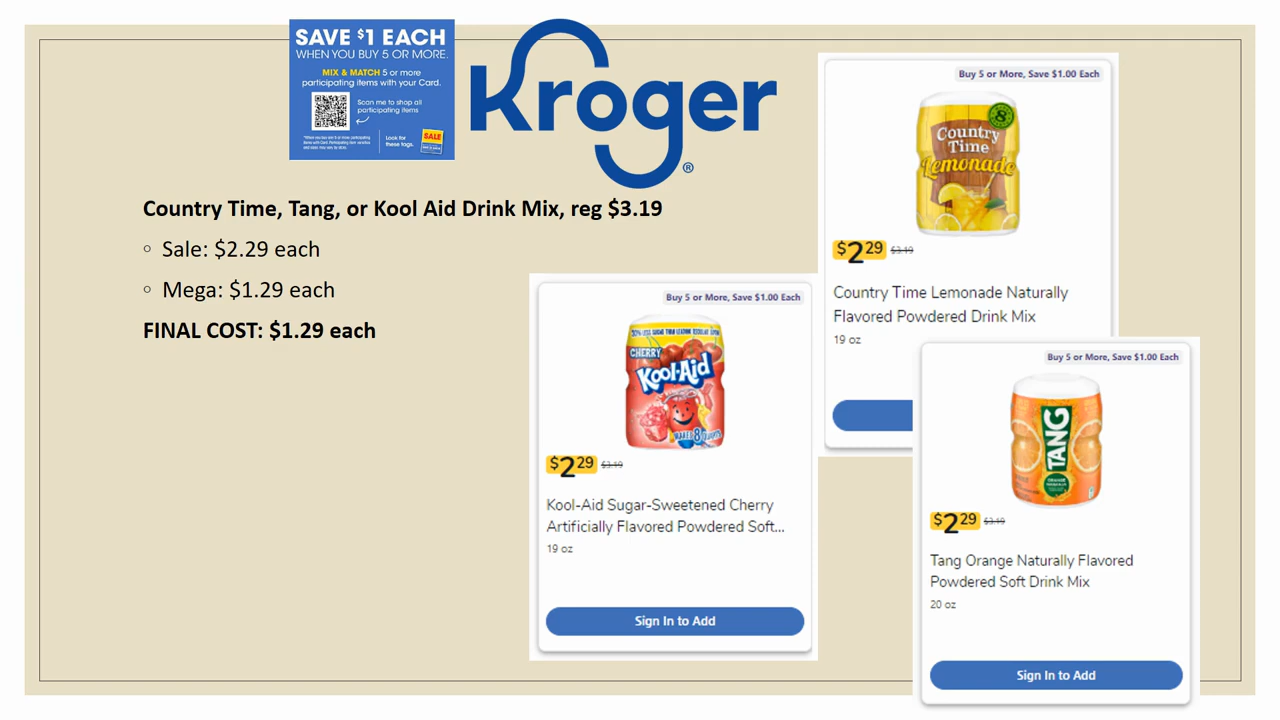 SAVE $1 EACH
WHEN YOU BUY 5 OR MORE.
MIX & MATCH 5 or more
participating items with your Card.
Scan me to shop all
participating items
Look for
these tags.
SALE
Kroger
®
Country Time, Tang, or Kool Aid Drink Mix, reg $3.19
◦ Sale: $2.29 each
◦ Mega: $1.29 each
FINAL COST: $1.29 each
Buy 5 or More, Save $1.00 Each
8
Country
Time
Lemonade
$2.29 $3.19
Country Time Lemonade Naturally
Flavored Powdered Drink Mix
19 oz
Buy 5 or More, Save $1.00 Each
CHERRY
Kool-Aid
MAKES 8
$2.29 $3.19
Kool-Aid Sugar-Sweetened Cherry
Artificially Flavored Powdered Soft...
19 oz
Sign In to Add
Buy 5 or More, Save $1.00 Each
TANG
ORANGE
$2.29 $3.19
Tang Orange Naturally Flavored
Powdered Soft Drink Mix
20 oz
Sign In to Add